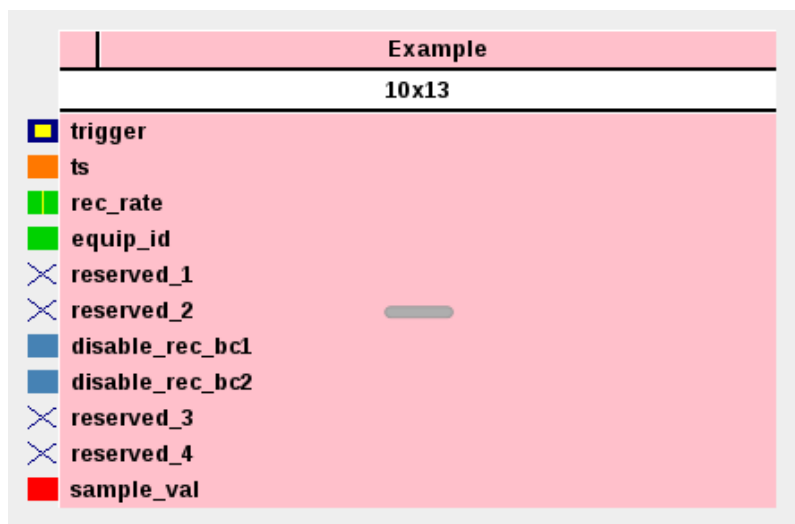 Example
10x13
trigger
ts
rec_rate
equip_id
reserved_1
reserved_2
disable_rec_bc1
disable_rec_bc2
reserved_3
reserved_4
sample_val